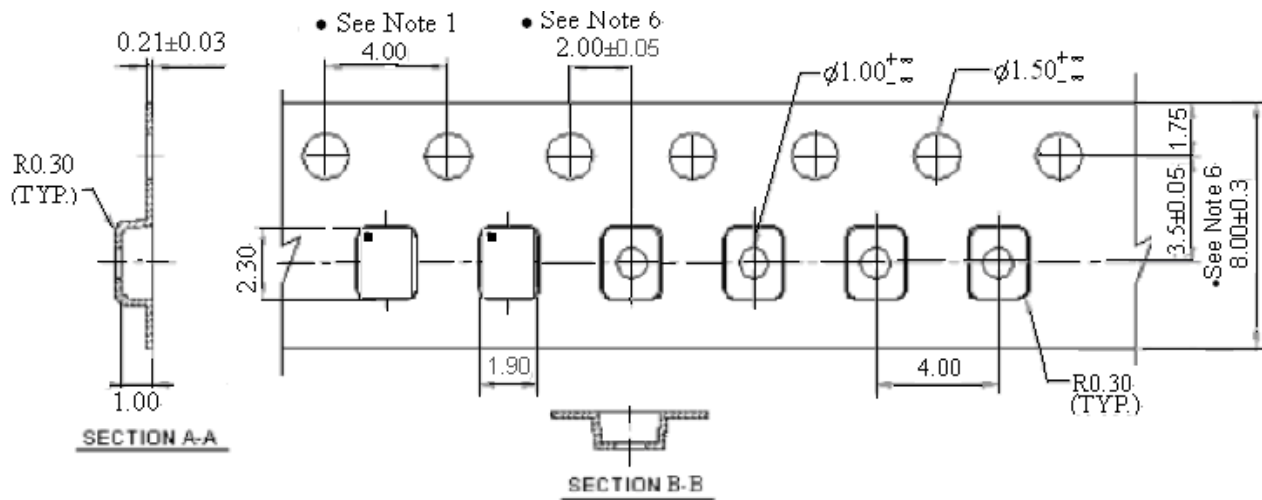 • See Note 1
• See Note 6
0.21±0.03
4.00
2.00±0.05
ϕ1.00
ϕ1.50
1.75
3.5±0.05
•See Note 6
8.00±0.3
R0.30
(TYP.)
2.30
1.90
4.00
R0.30
(TYP.)
1.00
SECTION A-A
SECTION B-B